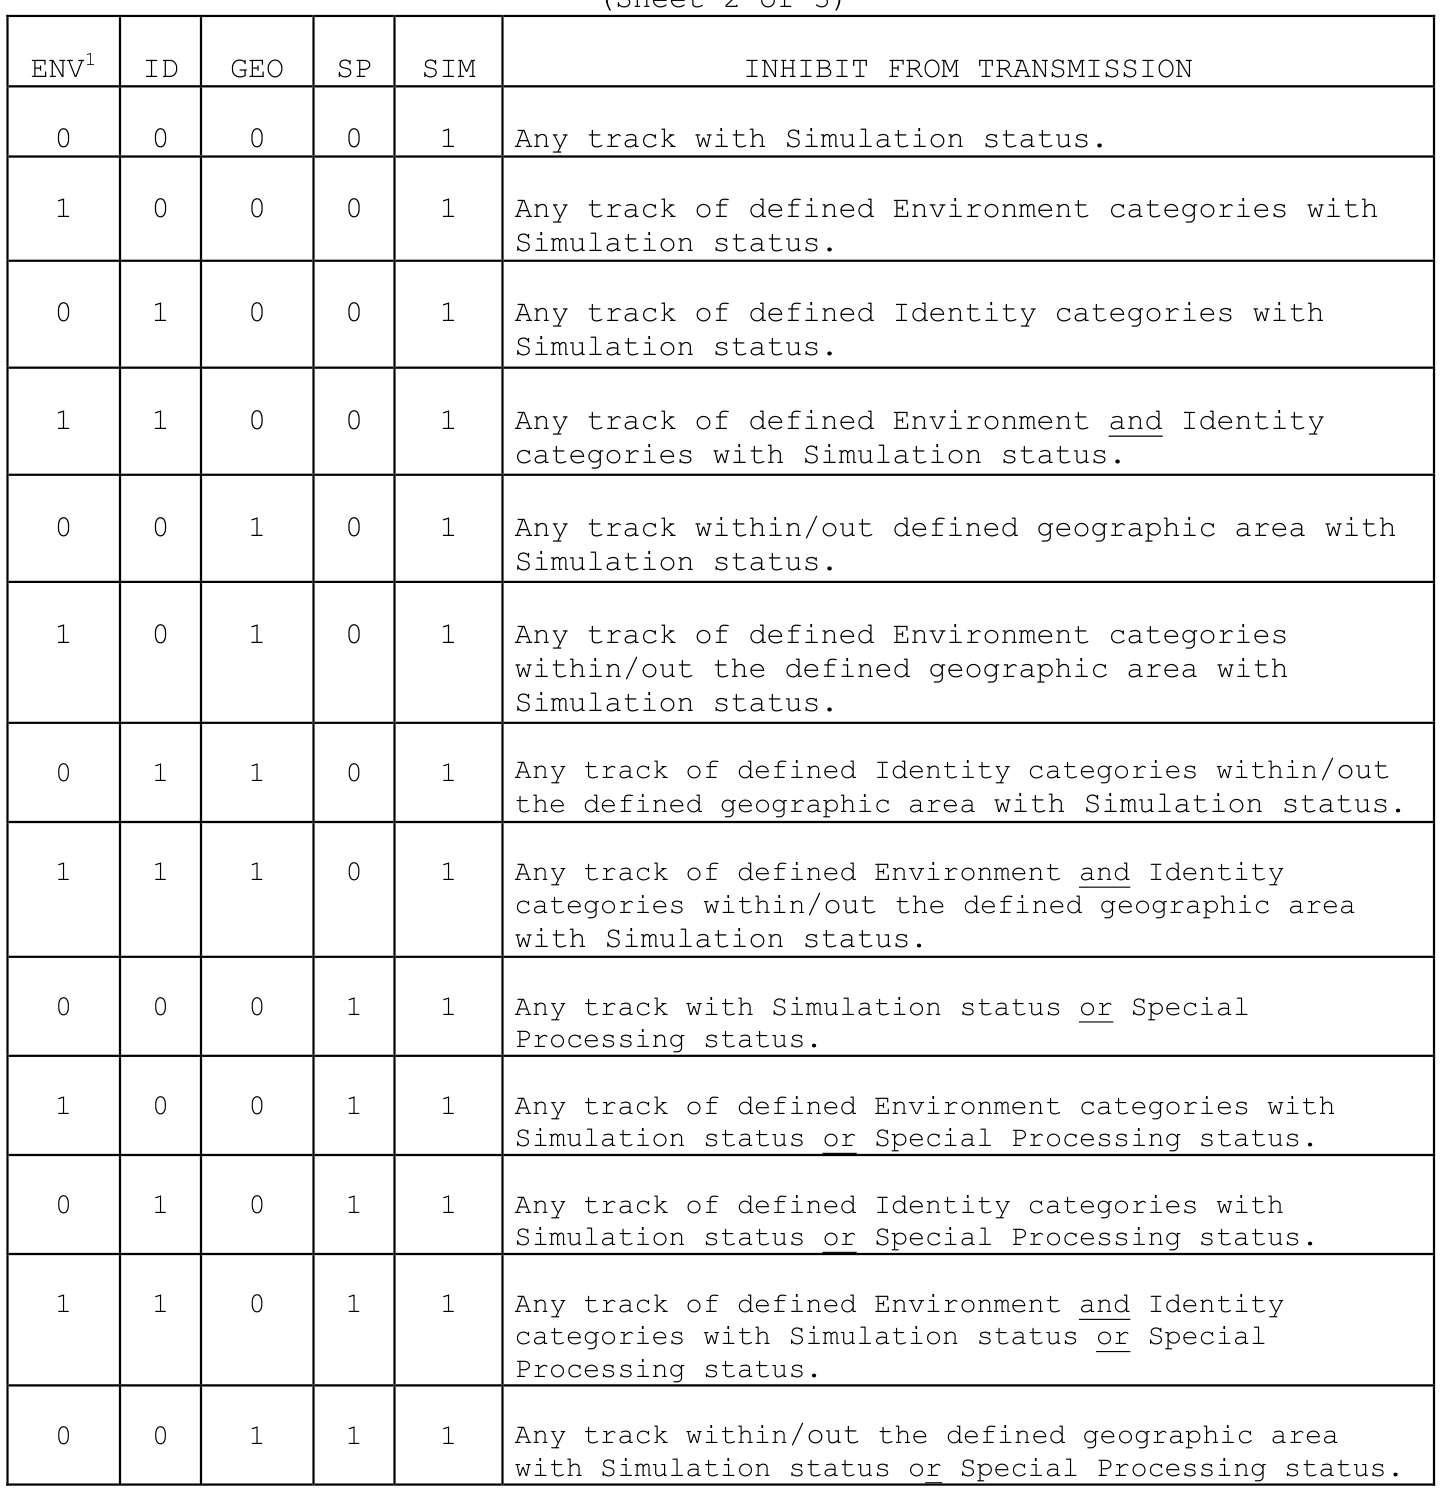 (Sheet 2 of 3)
ENV1 ID GEO SP SIM INHIBIT FROM TRANSMISSION
0 0 0 0 1 Any track with Simulation status.
1 0 0 0 1 Any track of defined Environment categories with
Simulation status.
0 1 0 0 1 Any track of defined Identity categories with
Simulation status.
1 1 0 0 1 Any track of defined Environment and Identity
categories with Simulation status.
0 0 1 0 1 Any track within/out defined geographic area with
Simulation status.
1 0 1 0 1 Any track of defined Environment categories
within/out the defined geographic area with
Simulation status.
0 1 1 0 1 Any track of defined Identity categories within/out
the defined geographic area with Simulation status.
1 1 1 0 1 Any track of defined Environment and Identity
categories within/out the defined geographic area
with Simulation status.
0 0 0 1 1 Any track with Simulation status or Special
Processing status.
1 0 0 1 1 Any track of defined Environment categories with
Simulation status or Special Processing status.
0 1 0 1 1 Any track of defined Identity categories with
Simulation status or Special Processing status.
1 1 0 1 1 Any track of defined Environment and Identity
categories with Simulation status or Special
Processing status.
0 0 1 1 1 Any track within/out the defined geographic area
with Simulation status or Special Processing status.